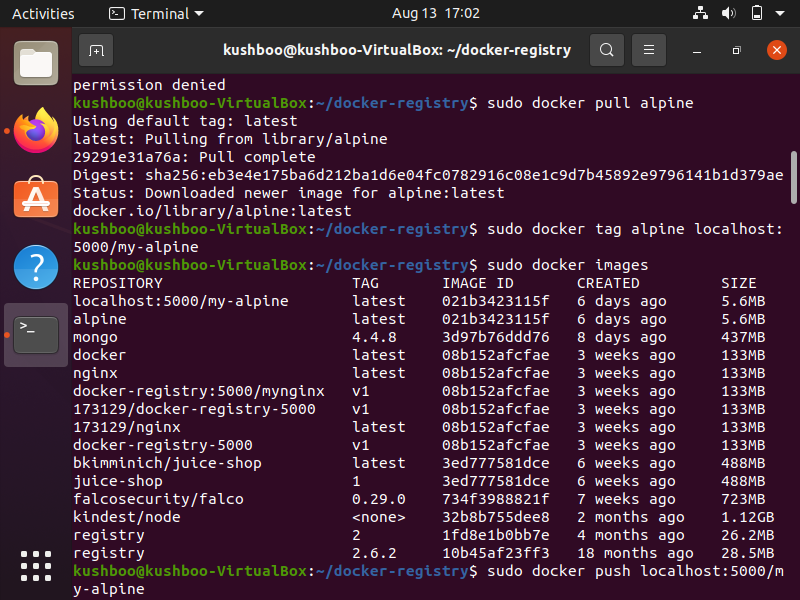 Activities
Terminal
Aug 13 17:02
kushboo@kushboo-VirtualBox: ~/docker-registry
permission denied
kushboo@kushboo-VirtualBox:~/docker-registry$ sudo docker pull alpine
Using default tag: latest
latest: Pulling from library/alpine
29291e31a76a: Pull complete
Digest: sha256:eb3e4e175ba6d212ba1d6e04fc0782916c08e1c9d7b45892e9796141b1d379ae
Status: Downloaded newer image for alpine:latest
docker.io/library/alpine:latest
kushboo@kushboo-VirtualBox:~/docker-registry$ sudo docker tag alpine localhost:
5000/my-alpine
kushboo@kushboo-VirtualBox:~/docker-registry$ sudo docker images
REPOSITORY TAG IMAGE ID CREATED SIZE
localhost:5000/my-alpine latest 021b3423115f 6 days ago 5.6MB
alpine latest 021b3423115f 6 days ago 5.6MB
mongo 4.4.8 3d97b76ddd76 8 days ago 437MB
docker latest 08b152afcfae 3 weeks ago 133MB
nginx latest 08b152afcfae 3 weeks ago 133MB
docker-registry:5000/mynginx v1 08b152afcfae 3 weeks ago 133MB
173129/docker-registry-5000 v1 08b152afcfae 3 weeks ago 133MB
173129/nginx latest 08b152afcfae 3 weeks ago 133MB
docker-registry-5000 v1 08b152afcfae 3 weeks ago 133MB
bkimminich/juice-shop latest 3ed777581dce 6 weeks ago 488MB
juice-shop 1 3ed777581dce 6 weeks ago 488MB
falcosecurity/falco 0.29.0 734f3988821f 7 weeks ago 723MB
kindest/node <none> 32b8b755dee8 2 months ago 1.12GB
registry 2 1fd8e1b0bb7e 4 months ago 26.2MB
registry 2.6.2 10b45af23ff3 18 months ago 28.5MB
kushboo@kushboo-VirtualBox:~/docker-registry$ sudo docker push localhost:5000/m
y-alpine